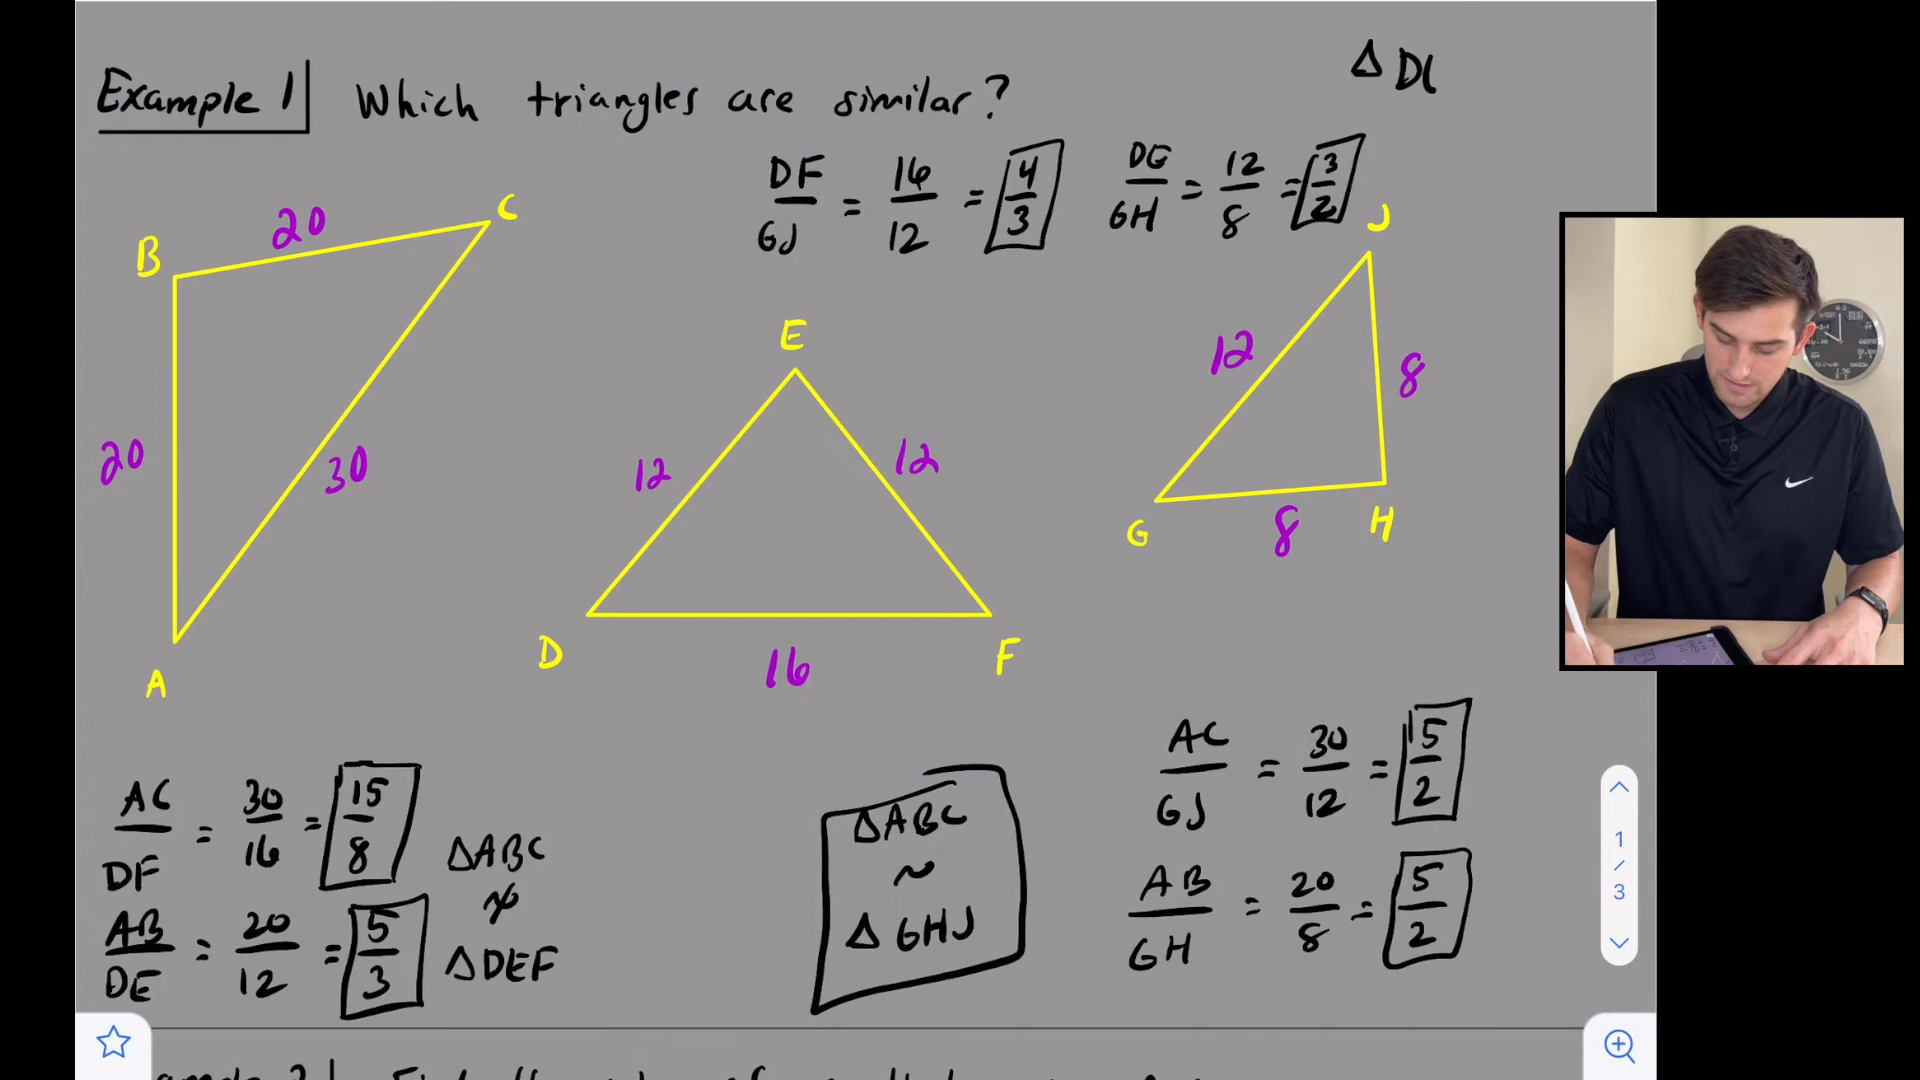 Example 1 Which triangles are similar?
Δ D
DF/GJ = 16/12 = 4/3
DE/GH = 12/8 = 3/2
B 20 C
20 30
A
E
12 12
D 16 F
J
12 8
G 8 H
AC/DF = 30/16 = 15/8
AB/DE = 20/12 = 5/3
ΔABC
≁
ΔDEF
ΔABC
~
ΔGHJ
AC/GJ = 30/12 = 15/2
AB/GH = 20/8 = 5/2
1
/
3